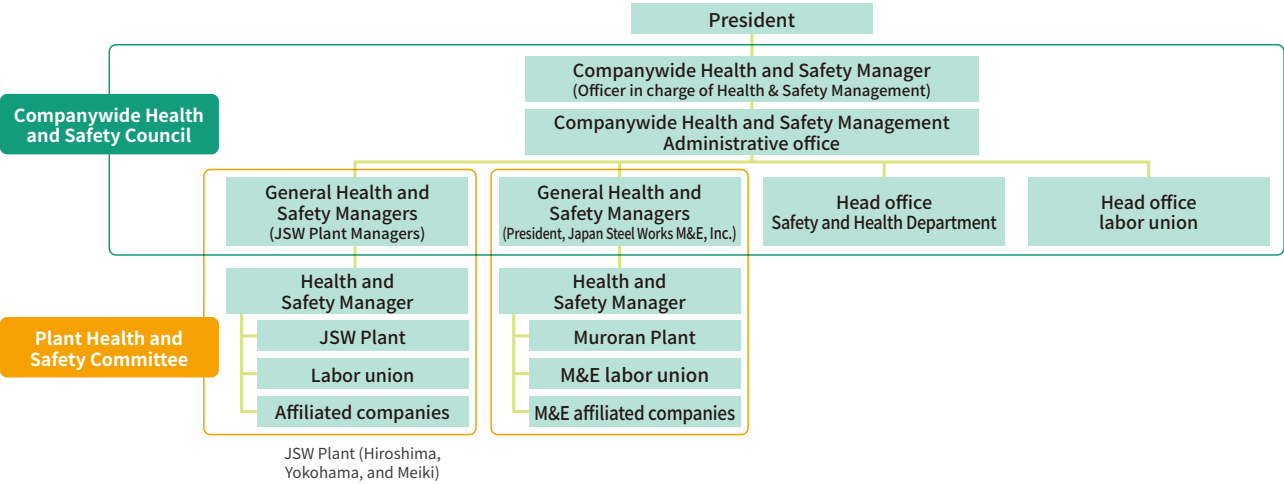 President
Companywide Health and Safety Manager
(Officer in charge of Health & Safety Management)
Companywide Health
and Safety Council
Companywide Health and Safety Management
Administrative office
General Health and
Safety Managers
(JSW Plant Managers)
General Health and
Safety Managers
(President, Japan Steel Works M&E, Inc.)
Head office
Safety and Health Department
Head office
labor union
Health and
Safety Manager
Health and
Safety Manager
Plant Health and
Safety Committee
JSW Plant
Labor union
Affiliated companies
Muroran Plant
M&E labor union
M&E affiliated companies
JSW Plant (Hiroshima,
Yokohama, and Meiki)